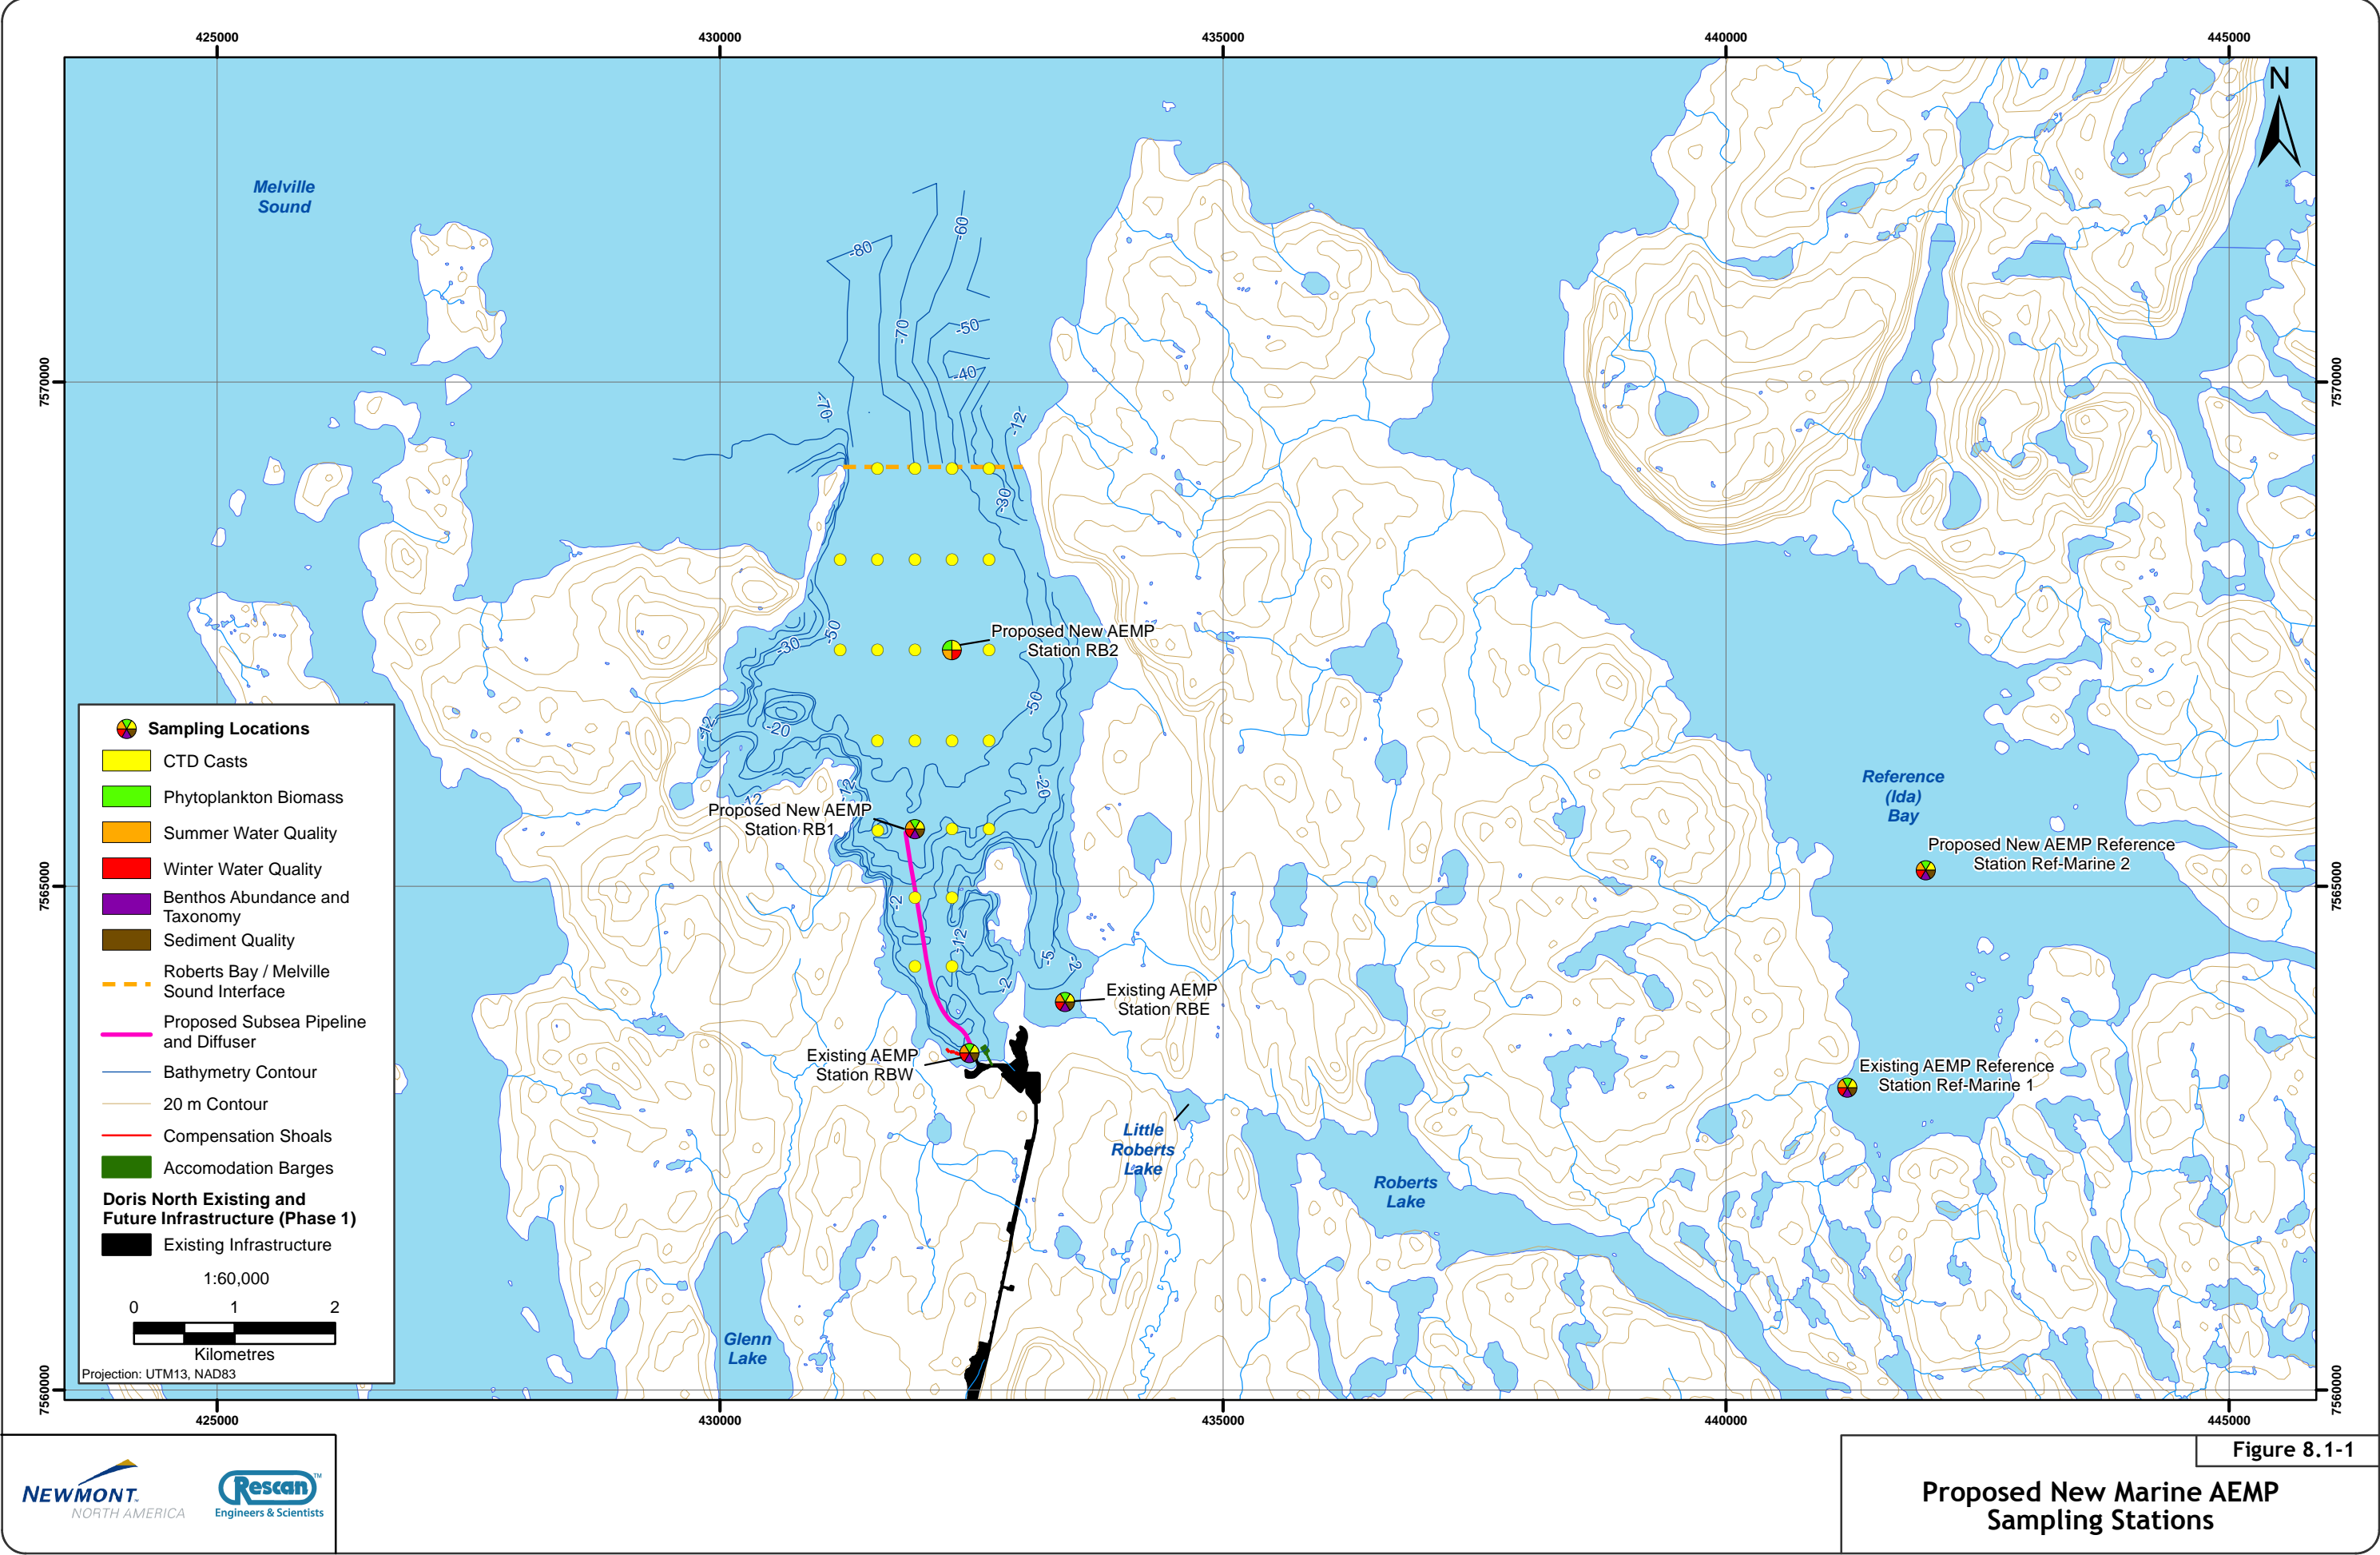 425000
430000
435000
440000
445000
N
Melville
Sound
-80
-60
-70
-50
-40
7570000
7570000
-70
-12
-30
Proposed New AEMP
Station RB2
-50
-30
-50
-12
-20
-20
-12
-12
Proposed New AEMP
Station RB1
Reference
(Ida)
Bay
Proposed New AEMP Reference
Station Ref-Marine 2
7565000
7565000
-2
-12
-5
-2
-2
Existing AEMP
Station RBE
Existing AEMP
Station RBW
Existing AEMP Reference
Station Ref-Marine 1
Little
Roberts
Lake
Roberts
Lake
Glenn
Lake
Sampling Locations
CTD Casts
Phytoplankton Biomass
Summer Water Quality
Winter Water Quality
Benthos Abundance and
Taxonomy
Sediment Quality
Roberts Bay / Melville
Sound Interface
Proposed Subsea Pipeline
and Diffuser
Bathymetry Contour
20 m Contour
Compensation Shoals
Accomodation Barges
Doris North Existing and
Future Infrastructure (Phase 1)
Existing Infrastructure
1:60,000
0 1 2
Kilometres
Projection: UTM13, NAD83
7560000
7560000
425000
430000
435000
440000
445000
NEWMONT™
NORTH AMERICA
Rescan™
Engineers & Scientists
Figure 8.1-1
Proposed New Marine AEMP
Sampling Stations